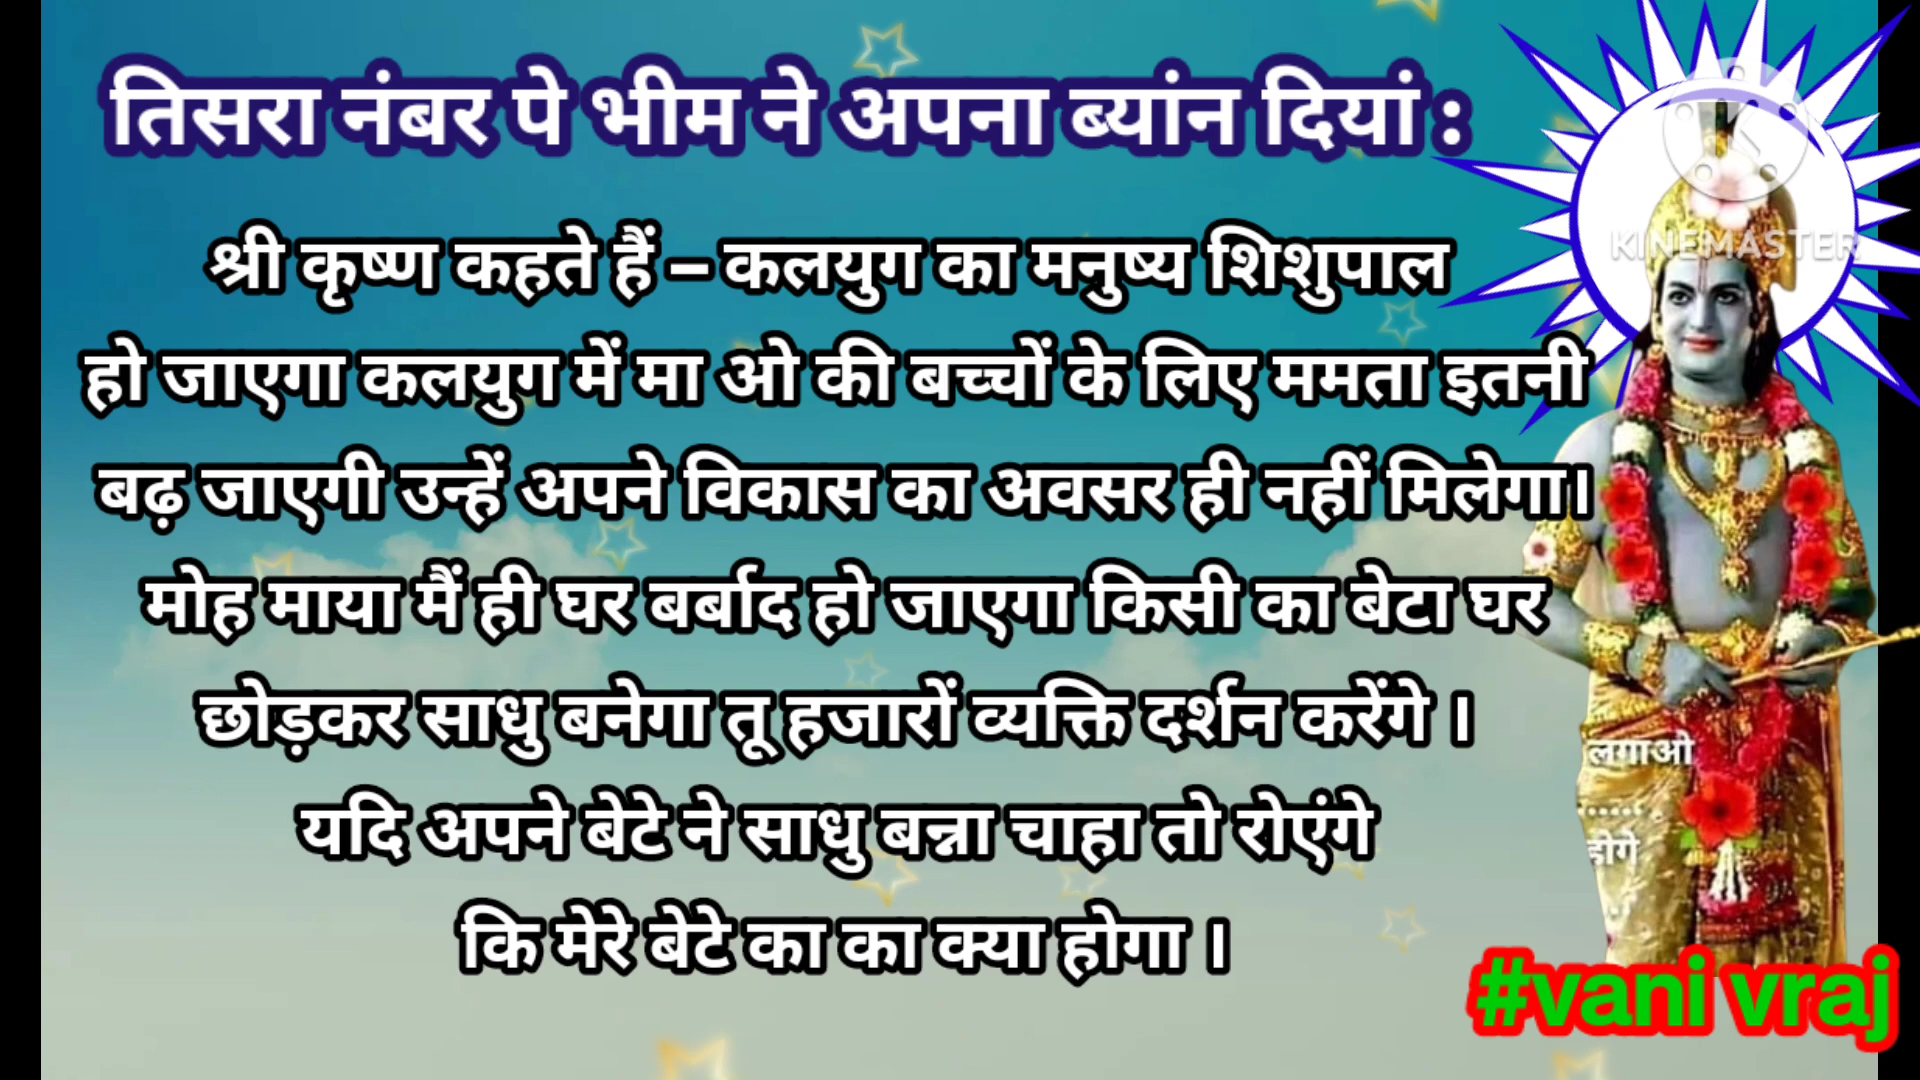 तिसरा नंबर पे भीम ने अपना ब्यांन दियां :
श्री कृष्ण कहते हैं – कलयुग का मनुष्य शिशुपाल
हो जाएगा कलयुग में मा ओ की बच्चों के लिए ममता इतनी
बढ़ जाएगी उन्हें अपने विकास का अवसर ही नहीं मिलेगा।
मोह माया मैं ही घर बर्बाद हो जाएगा किसी का बेटा घर
छोड़कर साधु बनेगा तू हजारों व्यक्ति दर्शन करेंगे ।
यदि अपने बेटे ने साधु बन्ना चाहा तो रोएंगे
कि मेरे बेटे का का क्या होगा ।
KINEMASTER
लगाओ
......
होगे
#vani vraj